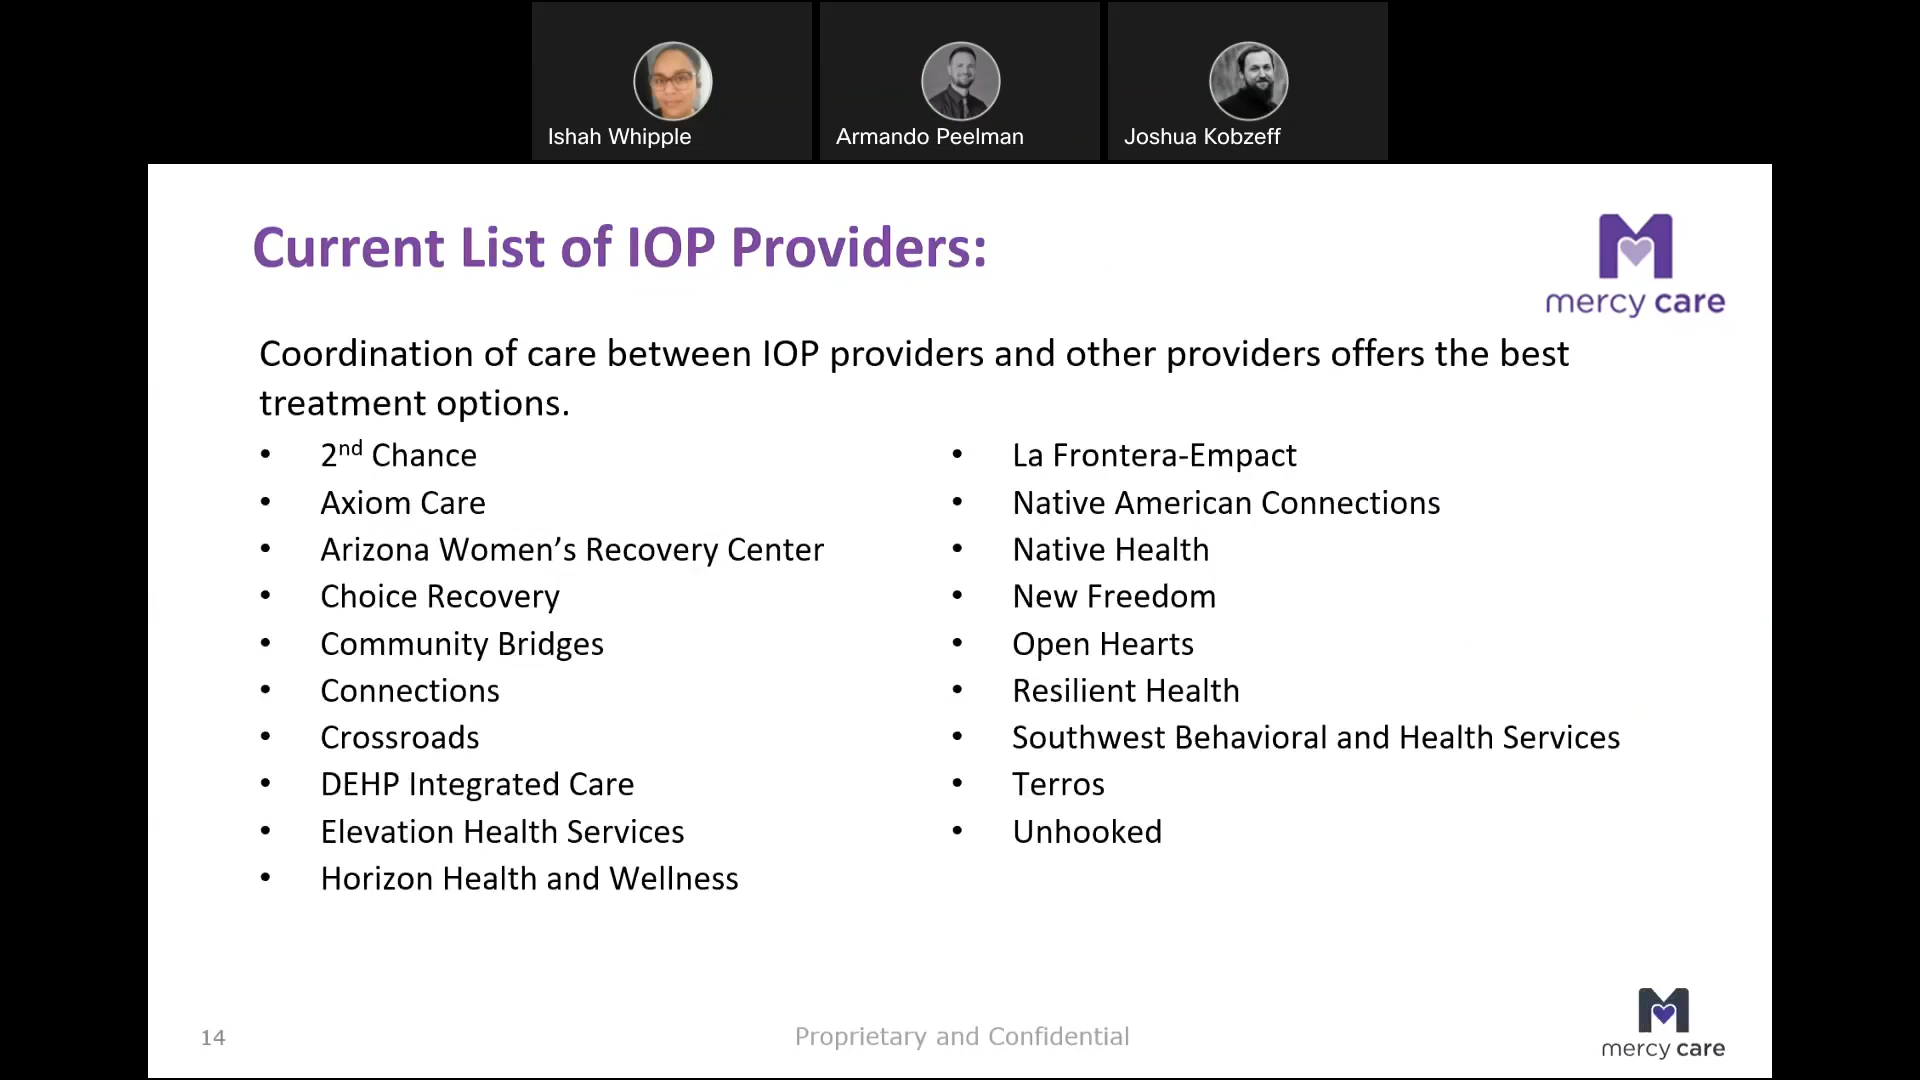 Ishah Whipple
Armando Peelman
Joshua Kobzeff
Current List of IOP Providers:
mercy care
Coordination of care between IOP providers and other providers offers the best
treatment options.
• 2nd Chance
• Axiom Care
• Arizona Women’s Recovery Center
• Choice Recovery
• Community Bridges
• Connections
• Crossroads
• DEHP Integrated Care
• Elevation Health Services
• Horizon Health and Wellness
• La Frontera-Empact
• Native American Connections
• Native Health
• New Freedom
• Open Hearts
• Resilient Health
• Southwest Behavioral and Health Services
• Terros
• Unhooked
14
Proprietary and Confidential
mercy care